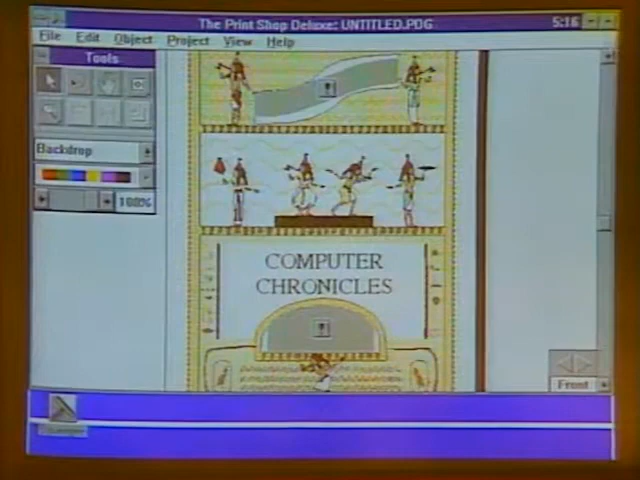 The Print Shop Deluxe: UNTITLED.PDG
5:16
File Edit Object Project View Help
Tools
Backdrop
100%
COMPUTER
CHRONICLES
Front